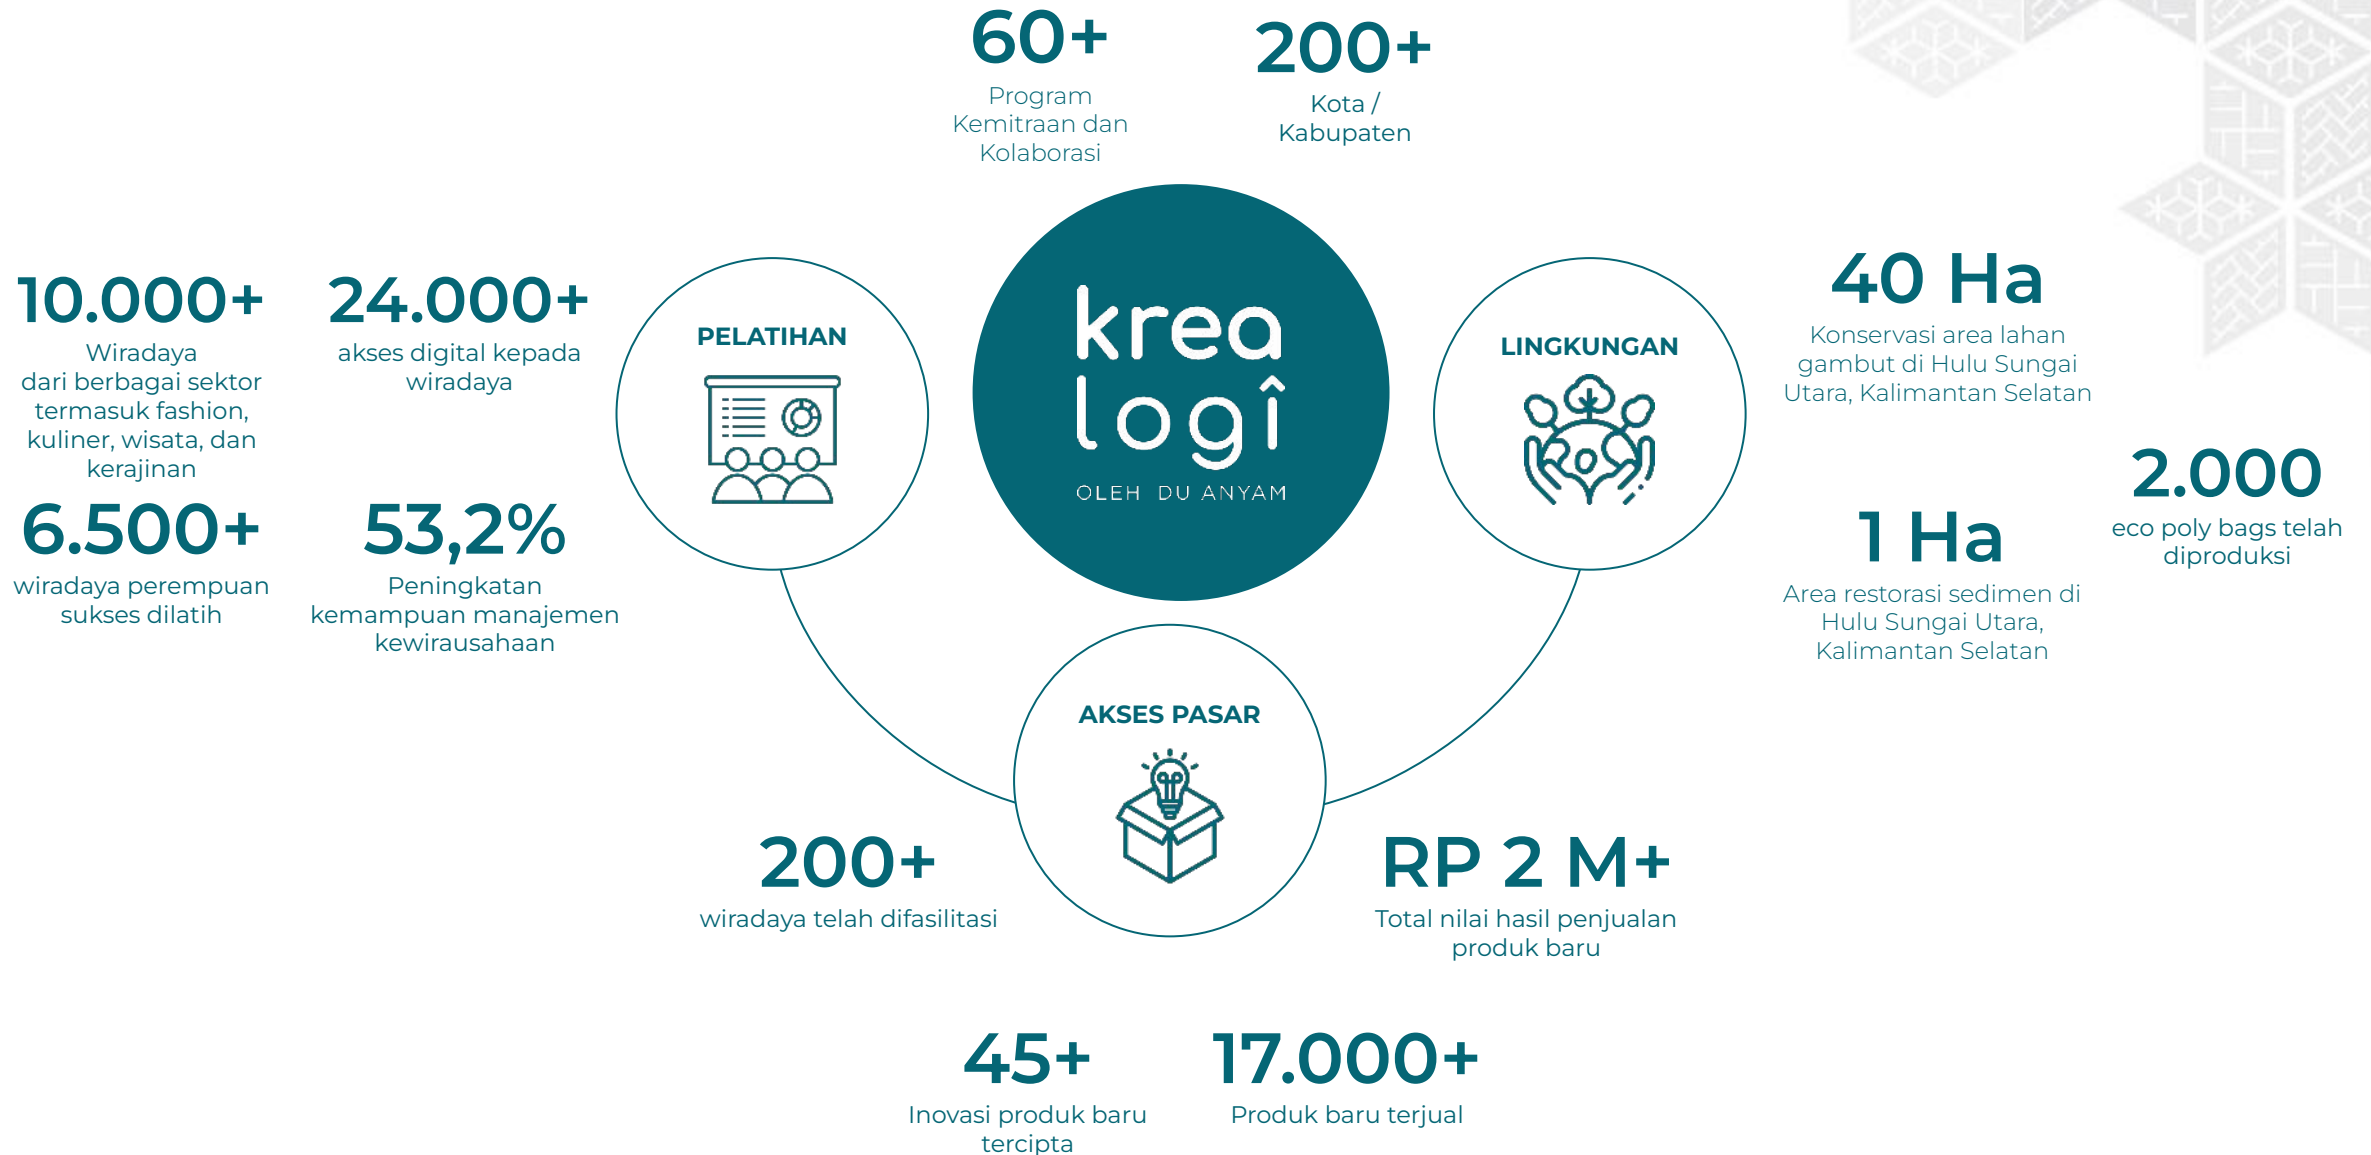 60+
Program
Kemitraan dan
Kolaborasi
200+
Kota /
Kabupaten
10.000+
Wiradaya
dari berbagai sektor
termasuk fashion,
kuliner, wisata, dan
kerajinan
24.000+
akses digital kepada
wiradaya
6.500+
wiradaya perempuan
sukses dilatih
53,2%
Peningkatan
kemampuan manajemen
kewirausahaan
PELATIHAN
krea
logî
OLEH DU ANYAM
LINGKUNGAN
40 Ha
Konservasi area lahan
gambut di Hulu Sungai
Utara, Kalimantan Selatan
1 Ha
Area restorasi sedimen di
Hulu Sungai Utara,
Kalimantan Selatan
2.000
eco poly bags telah
diproduksi
AKSES PASAR
200+
wiradaya telah difasilitasi
RP 2 M+
Total nilai hasil penjualan
produk baru
45+
Inovasi produk baru
tercipta
17.000+
Produk baru terjual